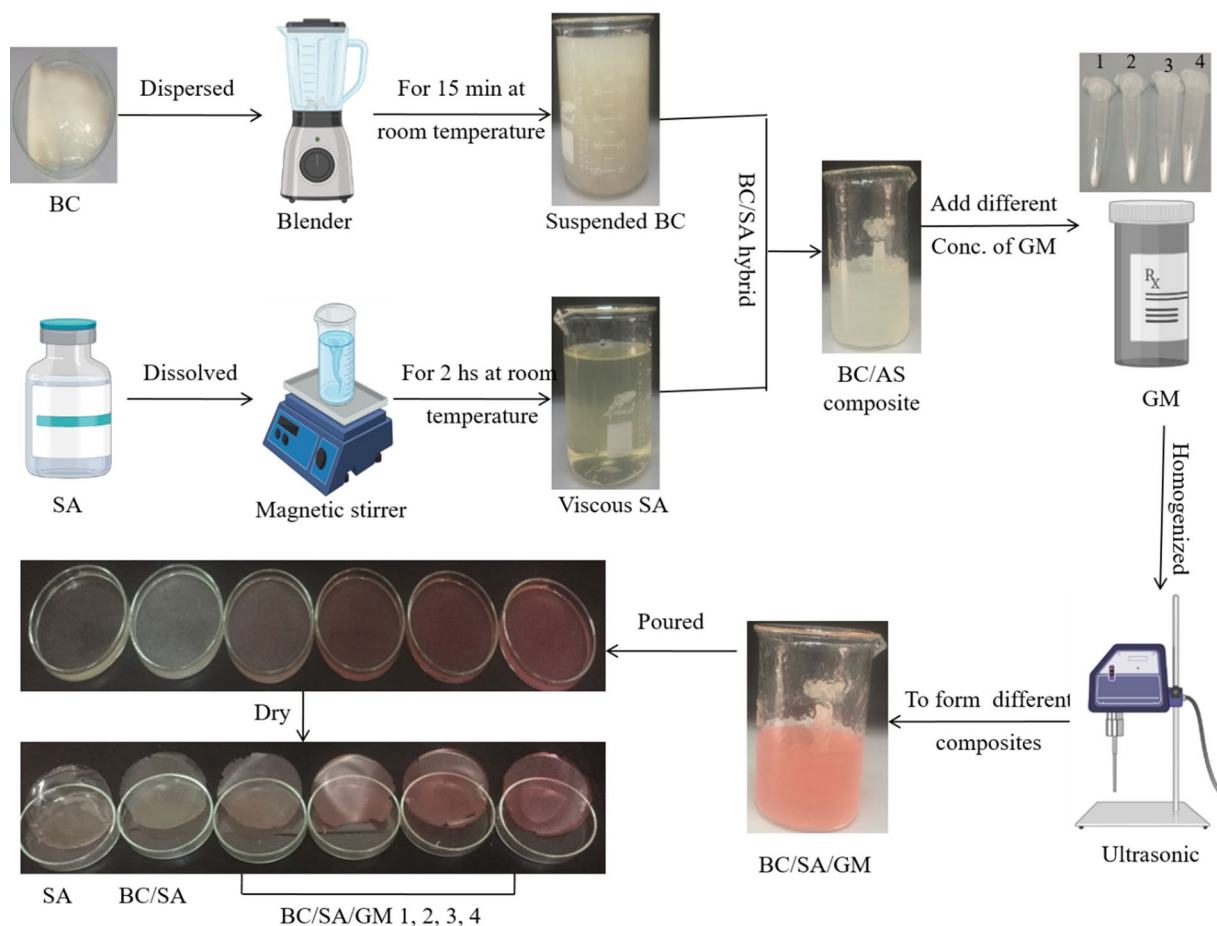 BC
Dispersed
Blender
For 15 min at
room temperature
Suspended BC
SA
Dissolved
Magnetic stirrer
For 2 hs at room
temperature
Viscous SA
BC/SA hybrid
BC/AS
composite
Add different
Conc. of GM
1 2 3 4
Rx
GM
Homogenized
Ultrasonic
To form different
composites
BC/SA/GM
Poured
Dry
SA
BC/SA
BC/SA/GM 1, 2, 3, 4